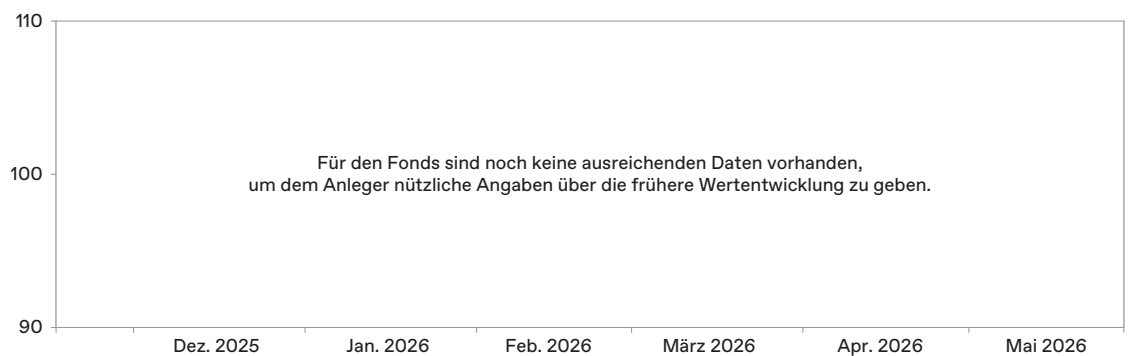 110
100
Für den Fonds sind noch keine ausreichenden Daten vorhanden,
um dem Anleger nützliche Angaben über die frühere Wertentwicklung zu geben.
90
Dez. 2025 Jan. 2026 Feb. 2026 März 2026 Apr. 2026 Mai 2026